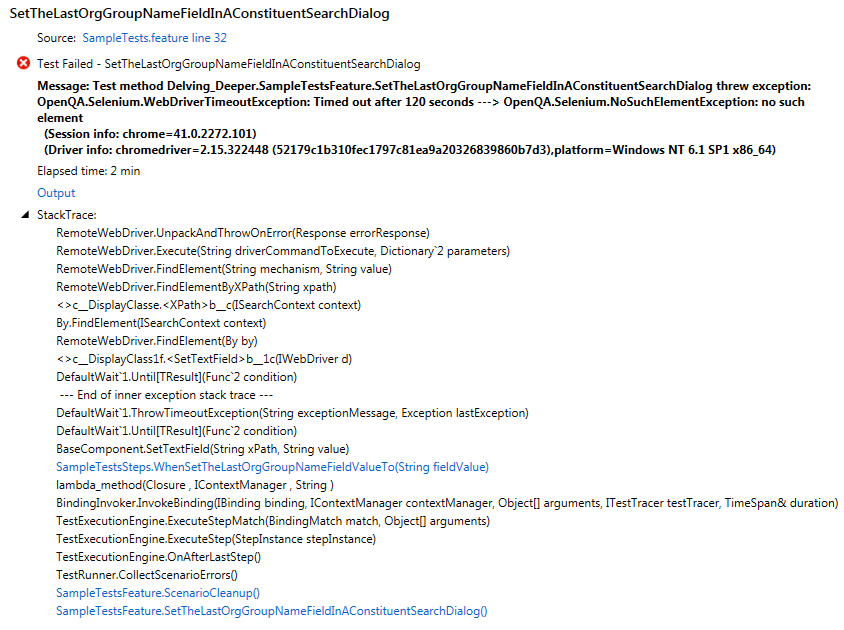 SetTheLastOrgGroupNameFieldInAConstituentSearchDialog
Source: SampleTests.feature line 32
Test Failed - SetTheLastOrgGroupNameFieldInAConstituentSearchDialog
Message: Test method Delving_Deeper.SampleTestsFeature.SetTheLastOrgGroupNameFieldInAConstituentSearchDialog threw exception:
OpenQA.Selenium.WebDriverTimeoutException: Timed out after 120 seconds ---> OpenQA.Selenium.NoSuchElementException: no such
element
(Session info: chrome=41.0.2272.101)
(Driver info: chromedriver=2.15.322448 (52179c1b310fec1797c81ea9a20326839860b7d3),platform=Windows NT 6.1 SP1 x86_64)
Elapsed time: 2 min
Output
StackTrace:
RemoteWebDriver.UnpackAndThrowOnError(Response errorResponse)
RemoteWebDriver.Execute(String driverCommandToExecute, Dictionary`2 parameters)
RemoteWebDriver.FindElement(String mechanism, String value)
RemoteWebDriver.FindElementByXPath(String xpath)
<>c__DisplayClasse.<XPath>b__c(ISearchContext context)
By.FindElement(ISearchContext context)
RemoteWebDriver.FindElement(By by)
<>c__DisplayClass1f.<SetTextField>b__1c(IWebDriver d)
DefaultWait`1.Until[TResult](Func`2 condition)
--- End of inner exception stack trace ---
DefaultWait`1.ThrowTimeoutException(String exceptionMessage, Exception lastException)
DefaultWait`1.Until[TResult](Func`2 condition)
BaseComponent.SetTextField(String xPath, String value)
SampleTestsSteps.WhenSetTheLastOrgGroupNameFieldValueTo(String fieldValue)
lambda_method(Closure , IContextManager , String )
BindingInvoker.InvokeBinding(IBinding binding, IContextManager contextManager, Object[] arguments, ITestTracer testTracer, TimeSpan& duration)
TestExecutionEngine.ExecuteStepMatch(BindingMatch match, Object[] arguments)
TestExecutionEngine.ExecuteStep(StepInstance stepInstance)
TestExecutionEngine.OnAfterLastStep()
TestRunner.CollectScenarioErrors()
SampleTestsFeature.ScenarioCleanup()
SampleTestsFeature.SetTheLastOrgGroupNameFieldInAConstituentSearchDialog()